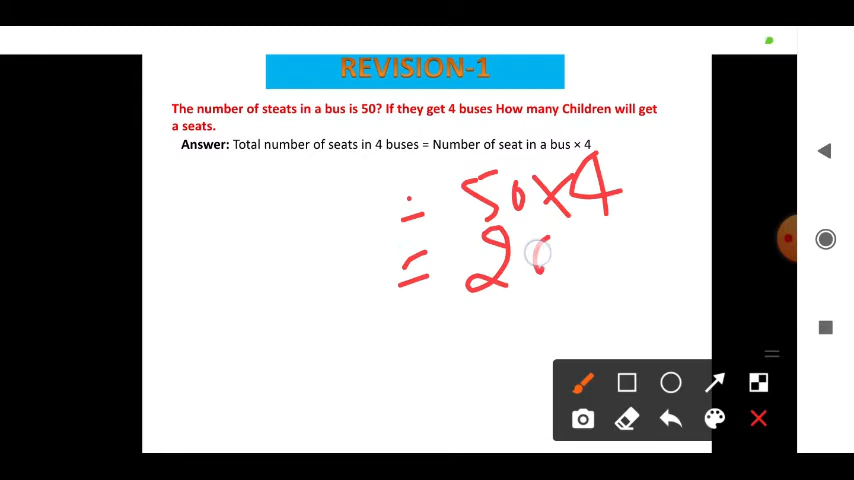 REVISION-1
The number of steats in a bus is 50? If they get 4 buses How many Children will get
a seats.
Answer: Total number of seats in 4 buses = Number of seat in a bus × 4
= 50×4
= 20